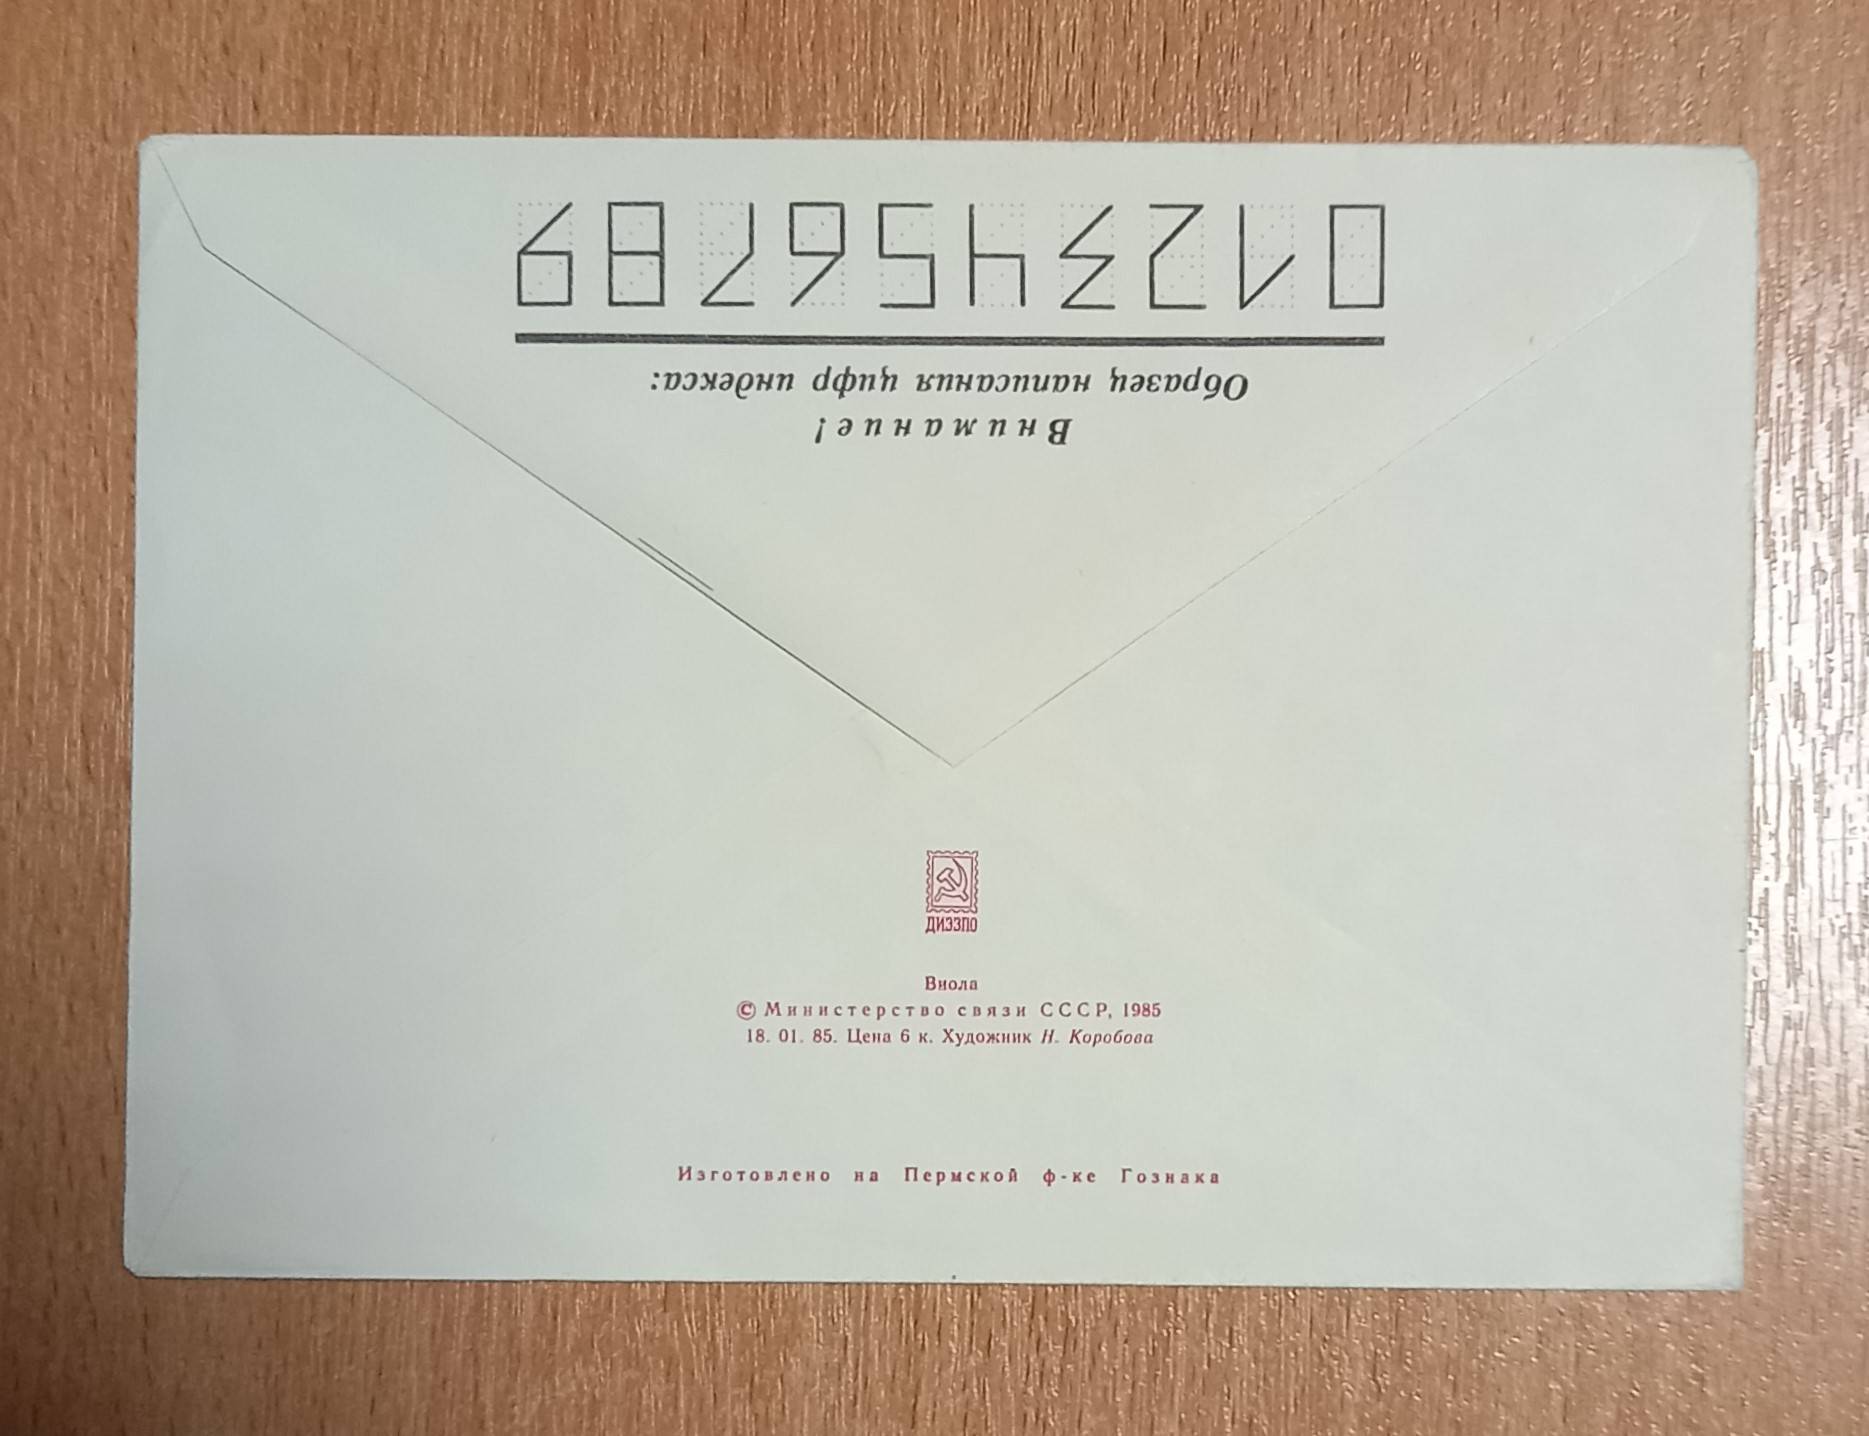 Внимание!
Образец написания цифр индекса:
0123456789
ДИЭЗПО
Виола
© Министерство связи СССР, 1985
18. 01. 85. Цена 6 к. Художник Н. Коробова
Изготовлено на Пермской ф-ке Гознака